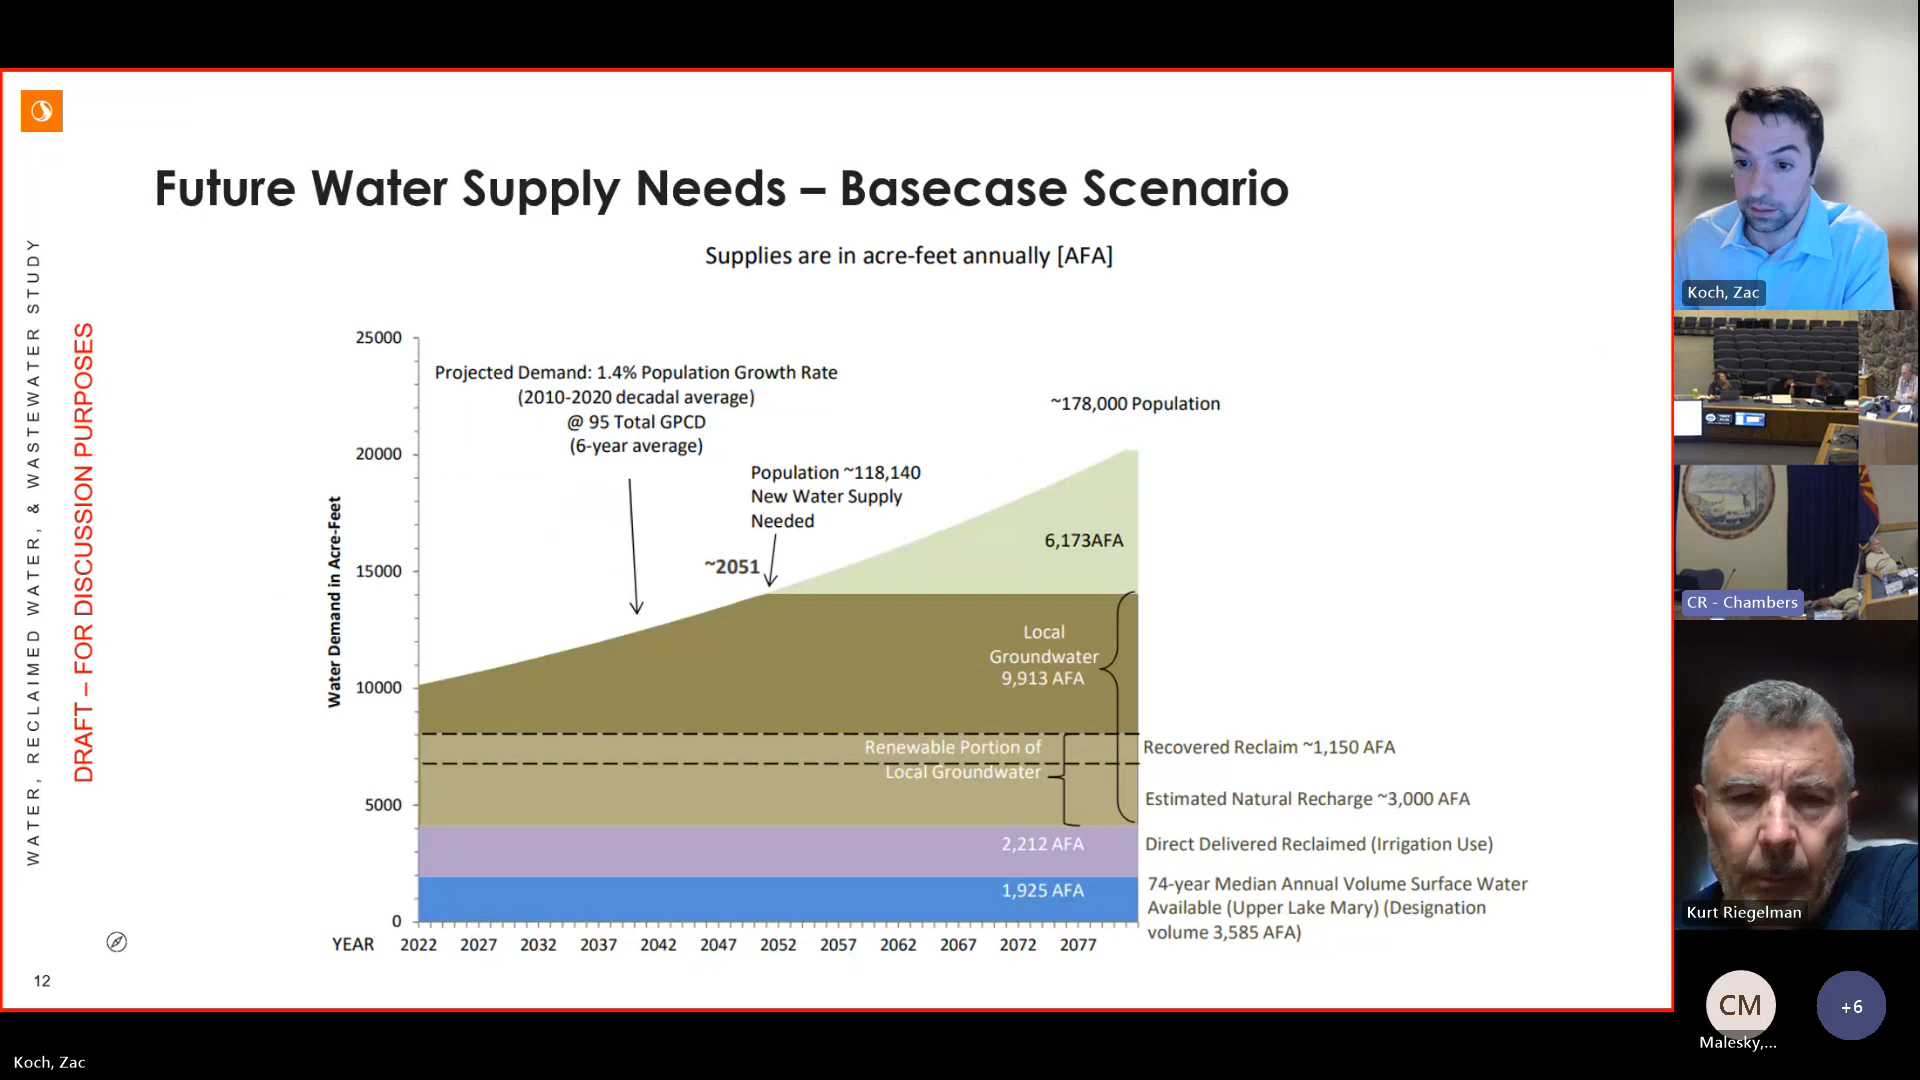 Future Water Supply Needs – Basecase Scenario
Supplies are in acre-feet annually [AFA]
WATER, RECLAIMED WATER, & WASTEWATER STUDY
DRAFT – FOR DISCUSSION PURPOSES
Water Demand in Acre-Feet
25000
20000
15000
10000
5000
0
Projected Demand: 1.4% Population Growth Rate
(2010-2020 decadal average)
@ 95 Total GPCD
(6-year average)
~178,000 Population
Population ~118,140
New Water Supply
Needed
~2051
6,173AFA
Local
Groundwater
9,913 AFA
Renewable Portion of
Local Groundwater
Recovered Reclaim ~1,150 AFA
Estimated Natural Recharge ~3,000 AFA
2,212 AFA
Direct Delivered Reclaimed (Irrigation Use)
1,925 AFA
74-year Median Annual Volume Surface Water
Available (Upper Lake Mary) (Designation
volume 3,585 AFA)
YEAR 2022 2027 2032 2037 2042 2047 2052 2057 2062 2067 2072 2077
12
Koch, Zac
Koch, Zac
CR - Chambers
Kurt Riegelman
CM
Malesky,...
+6